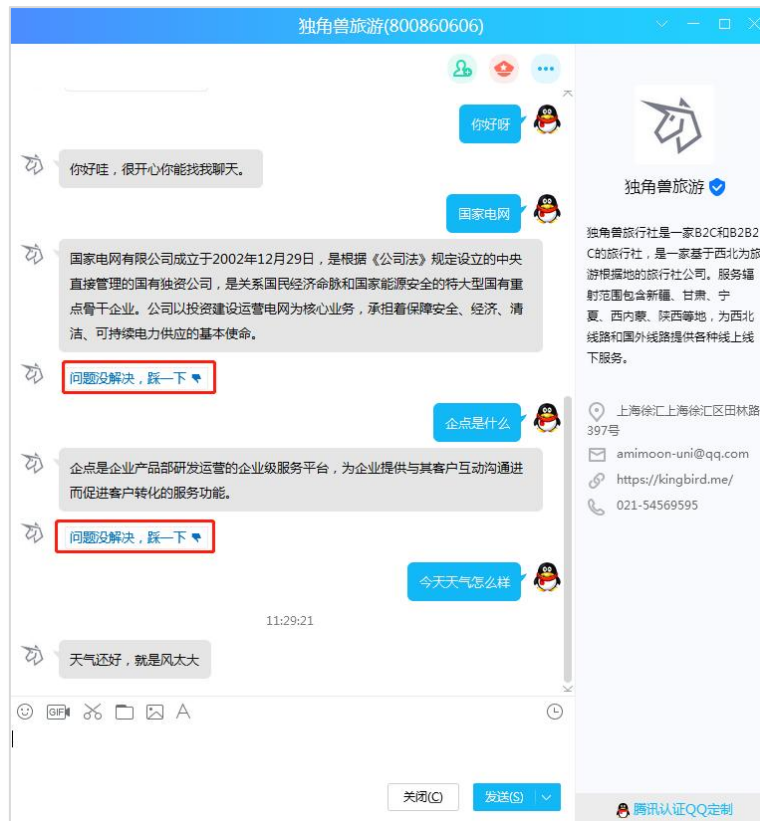 独角兽旅游(800860606)
你好呀
你好哇，很开心你能找我聊天。
国家电网
国家电网有限公司成立于2002年12月29日，是根据《公司法》规定设立的中央
直接管理的国有独资公司，是关系国民经济命脉和国家能源安全的特大型国有重
点骨干企业。公司以投资建设运营电网为核心业务，承担着保障安全、经济、清
洁、可持续电力供应的基本使命。
问题没解决，踩一下
企点是什么
企点是企业产品部研发运营的企业级服务平台，为企业提供与其客户互动沟通进
而促进客户转化的服务功能。
问题没解决，踩一下
今天天气怎么样
11:29:21
天气还好，就是风太大
GIF
关闭(C)
发送(S)
独角兽旅游
独角兽旅行社是一家B2C和B2B2
C的旅行社，是一家基于西北为旅
游根据地的旅行社公司。服务辐
射范围包含新疆、甘肃、宁
夏、西内蒙、陕西等地，为西北
线路和国外线路提供各种线上线
下服务。
上海徐汇上海徐汇区田林路
397号
amimoon-uni@qq.com
https://kingbird.me/
021-54569595
腾讯认证QQ定制